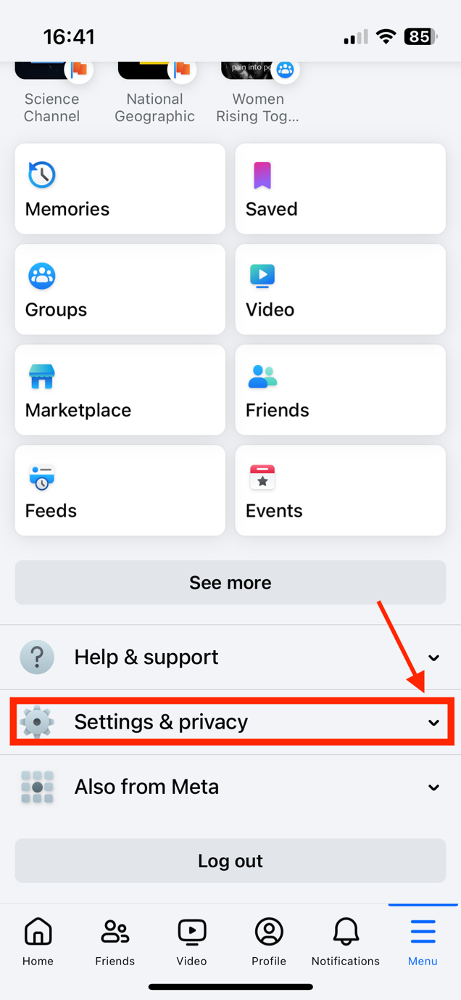 16:41
85
pain into po
Science
Channel
National
Geographic
Women
Rising Tog...
Memories
Saved
Groups
Video
Marketplace
Friends
Feeds
Events
See more
Help & support
Settings & privacy
Also from Meta
Log out
Home
Friends
Video
Profile
Notifications
Menu